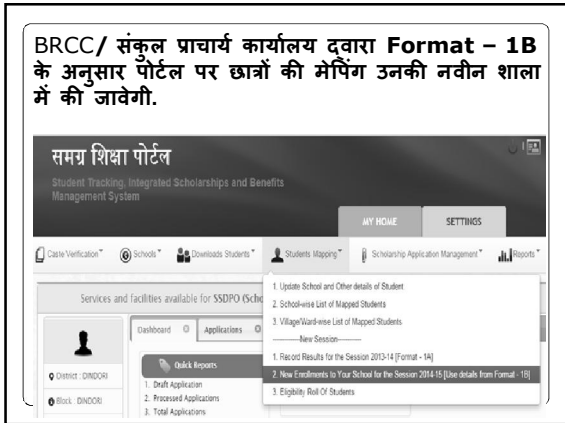 BRCC/ संकुल प्राचार्य कार्यालय द्वारा Format – 1B
के अनुसार पोर्टल पर छात्रों की मेपिंग उनकी नवीन शाला
में की जावेगी.
समग्र शिक्षा पोर्टल
Student Tracking, Integrated Scholarships and Benefits
Management System
MY HOME SETTINGS
Caste Verification Schools Downloads Students Students Mapping Scholarship Application Management Reports
1. Update School and Other details of Student
2. School-wise List of Mapped Students
3. Village/Ward-wise List of Mapped Students
-----------New Session-----------
1. Record Results for the Session 2013-14 [Format - 1A]
2. New Enrollments to Your School for the Session 2014-15 [Use details from Format - 1B]
3. Eligibility Roll Of Students
Services and facilities available for SSDPO (Scho
Dashboard Applications
Quick Reports
1. Draft Application
2. Processed Applications
3. Total Applications
District : DINDORI
Block : DINDORI